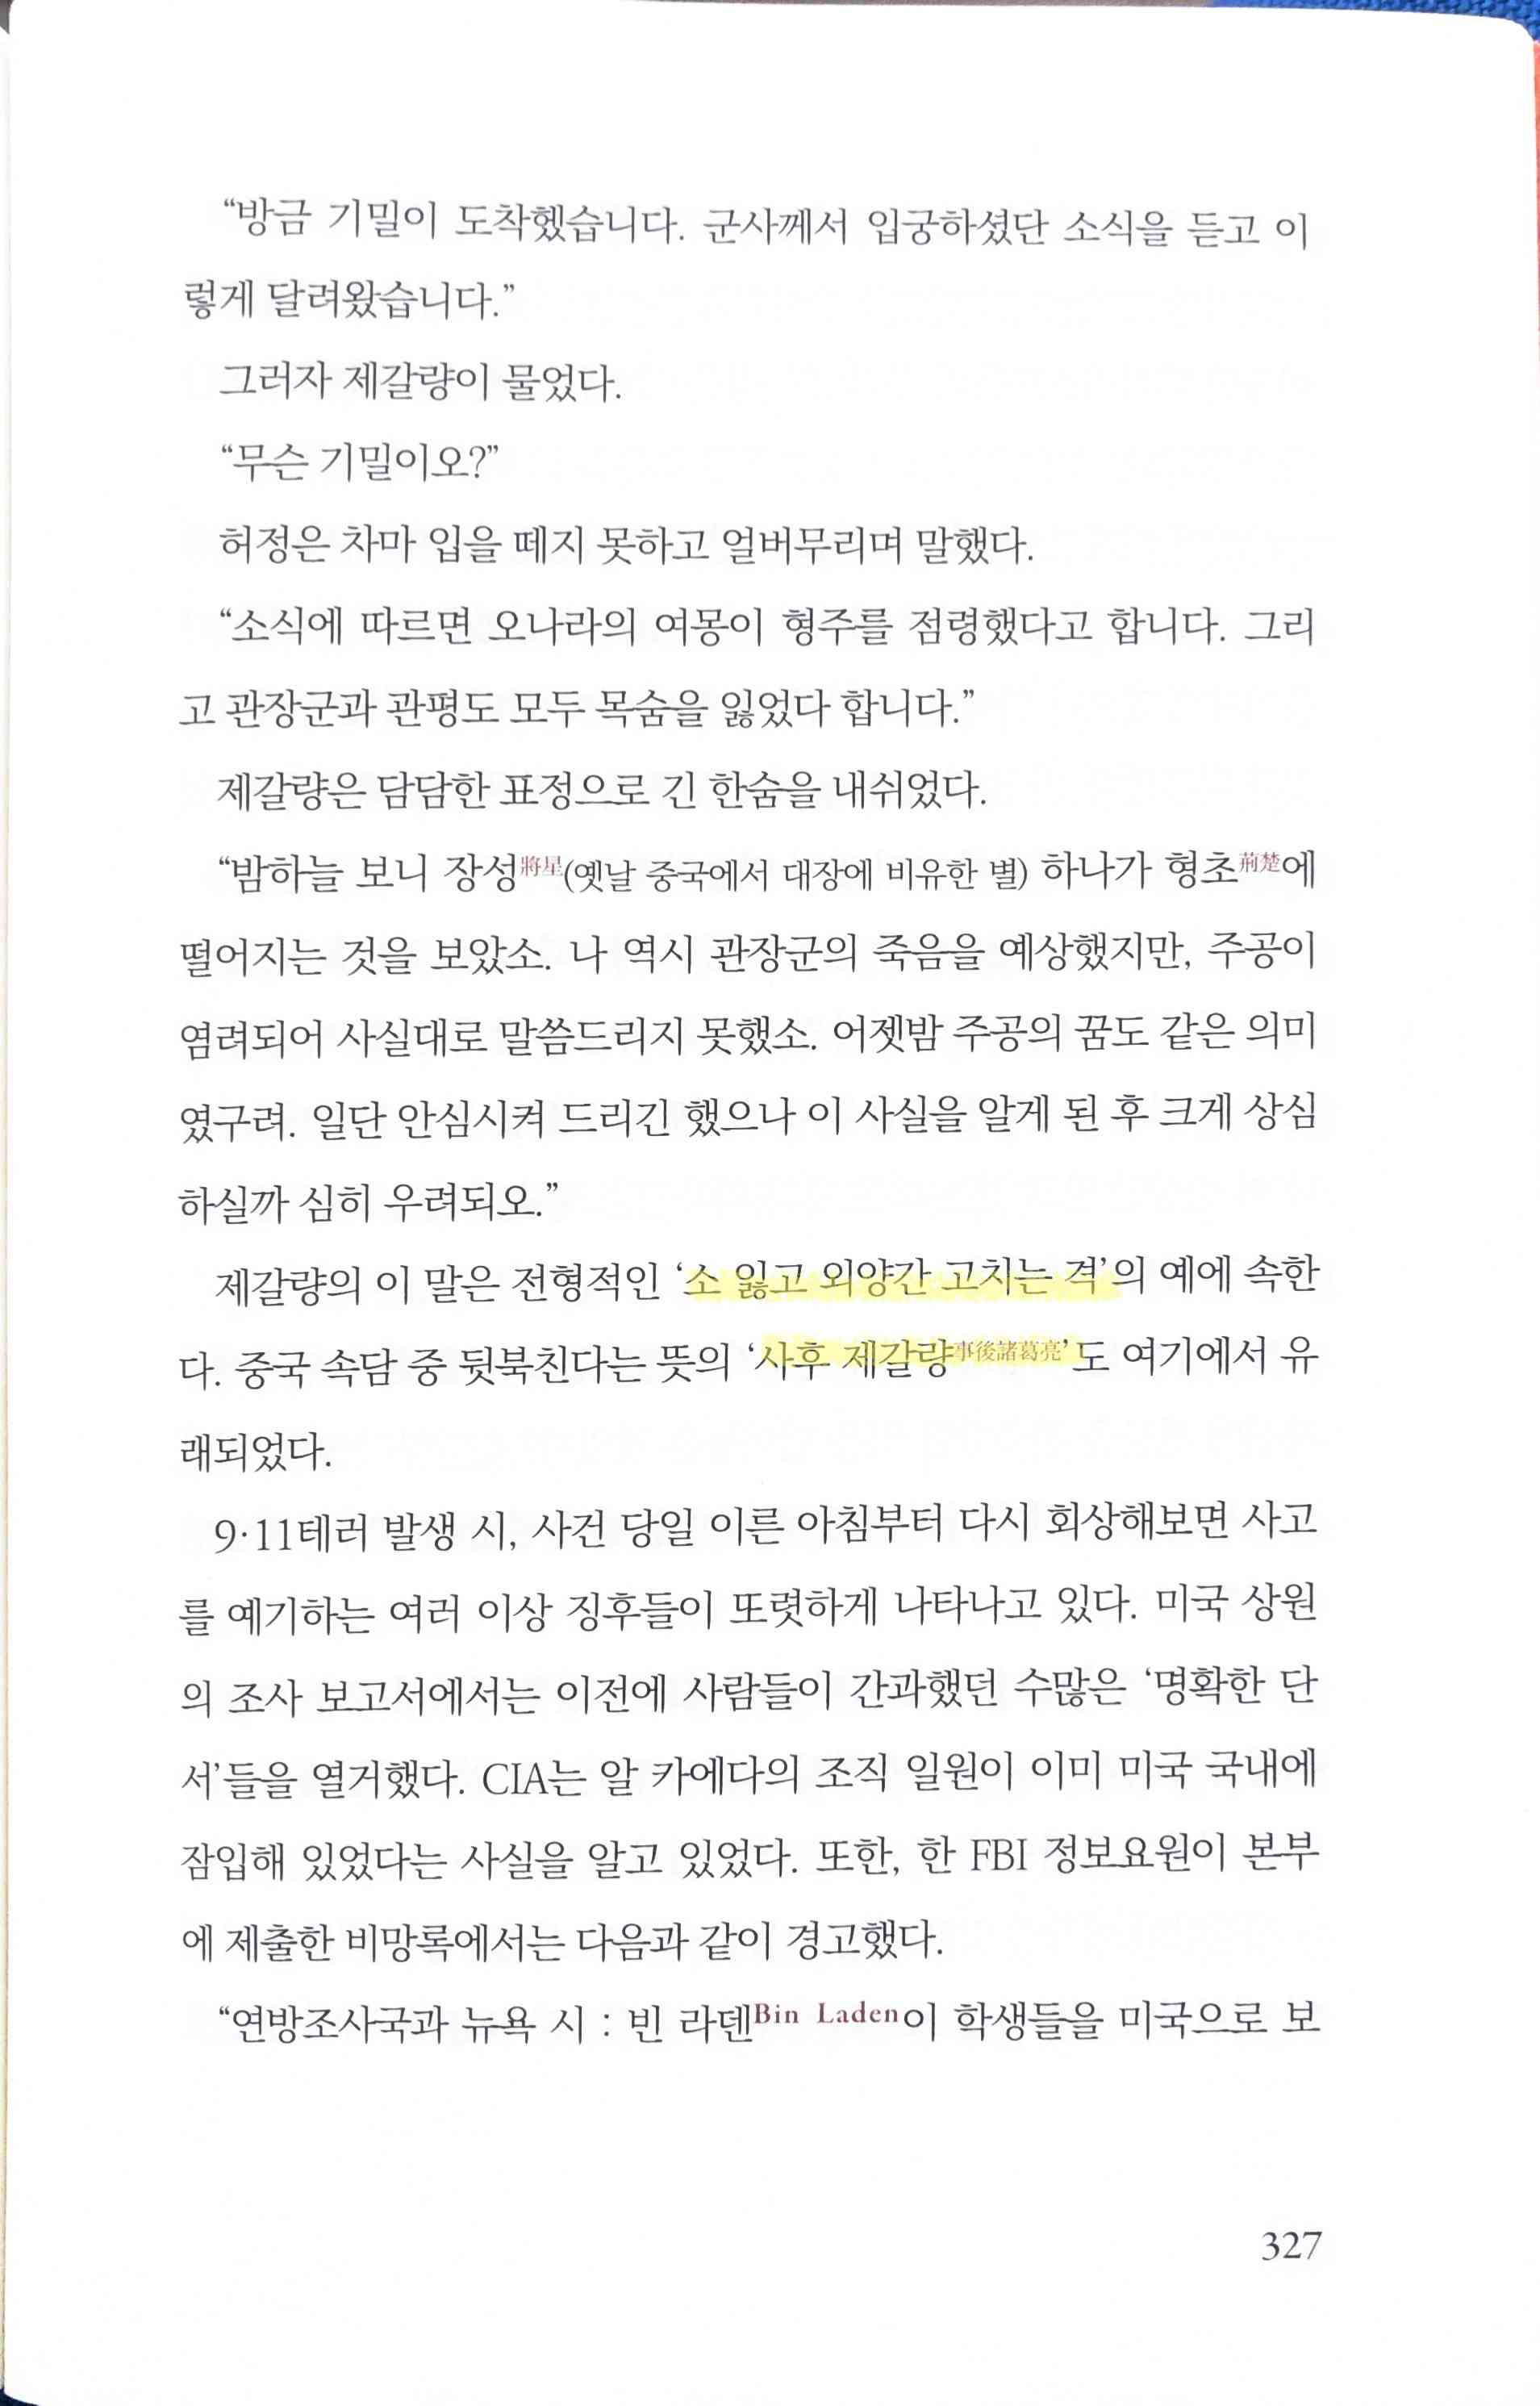 “방금 기밀이 도착했습니다. 군사께서 입궁하셨단 소식을 듣고 이
렇게 달려왔습니다.”
그러자 제갈량이 물었다.
“무슨 기밀이오?”
허정은 차마 입을 떼지 못하고 얼버무리며 말했다.
“소식에 따르면 오나라의 여몽이 형주를 점령했다고 합니다. 그리
고 관장군과 관평도 모두 목숨을 잃었다 합니다.”
제갈량은 담담한 표정으로 긴 한숨을 내쉬었다.
“밤하늘 보니 장성將星(옛날 중국에서 대장에 비유한 별) 하나가 형초荊楚에
떨어지는 것을 보았소. 나 역시 관장군의 죽음을 예상했지만, 주공이
염려되어 사실대로 말씀드리지 못했소. 어젯밤 주공의 꿈도 같은 의미
였구려. 일단 안심시켜 드리긴 했으나 이 사실을 알게 된 후 크게 상심
하실까 심히 우려되오.”
제갈량의 이 말은 전형적인 ‘소 잃고 외양간 고치는 격’의 예에 속한
다. 중국 속담 중 뒷북친다는 뜻의 ‘사후 제갈량事後諸葛亮’도 여기에서 유
래되었다.
9·11테러 발생 시, 사건 당일 이른 아침부터 다시 회상해보면 사고
를 예기하는 여러 이상 징후들이 또렷하게 나타나고 있다. 미국 상원
의 조사 보고서에서는 이전에 사람들이 간과했던 수많은 ‘명확한 단
서’들을 열거했다. CIA는 알 카에다의 조직 일원이 이미 미국 국내에
잠입해 있었다는 사실을 알고 있었다. 또한, 한 FBI 정보요원이 본부
에 제출한 비망록에서는 다음과 같이 경고했다.
“연방조사국과 뉴욕 시 : 빈 라덴Bin Laden이 학생들을 미국으로 보
327